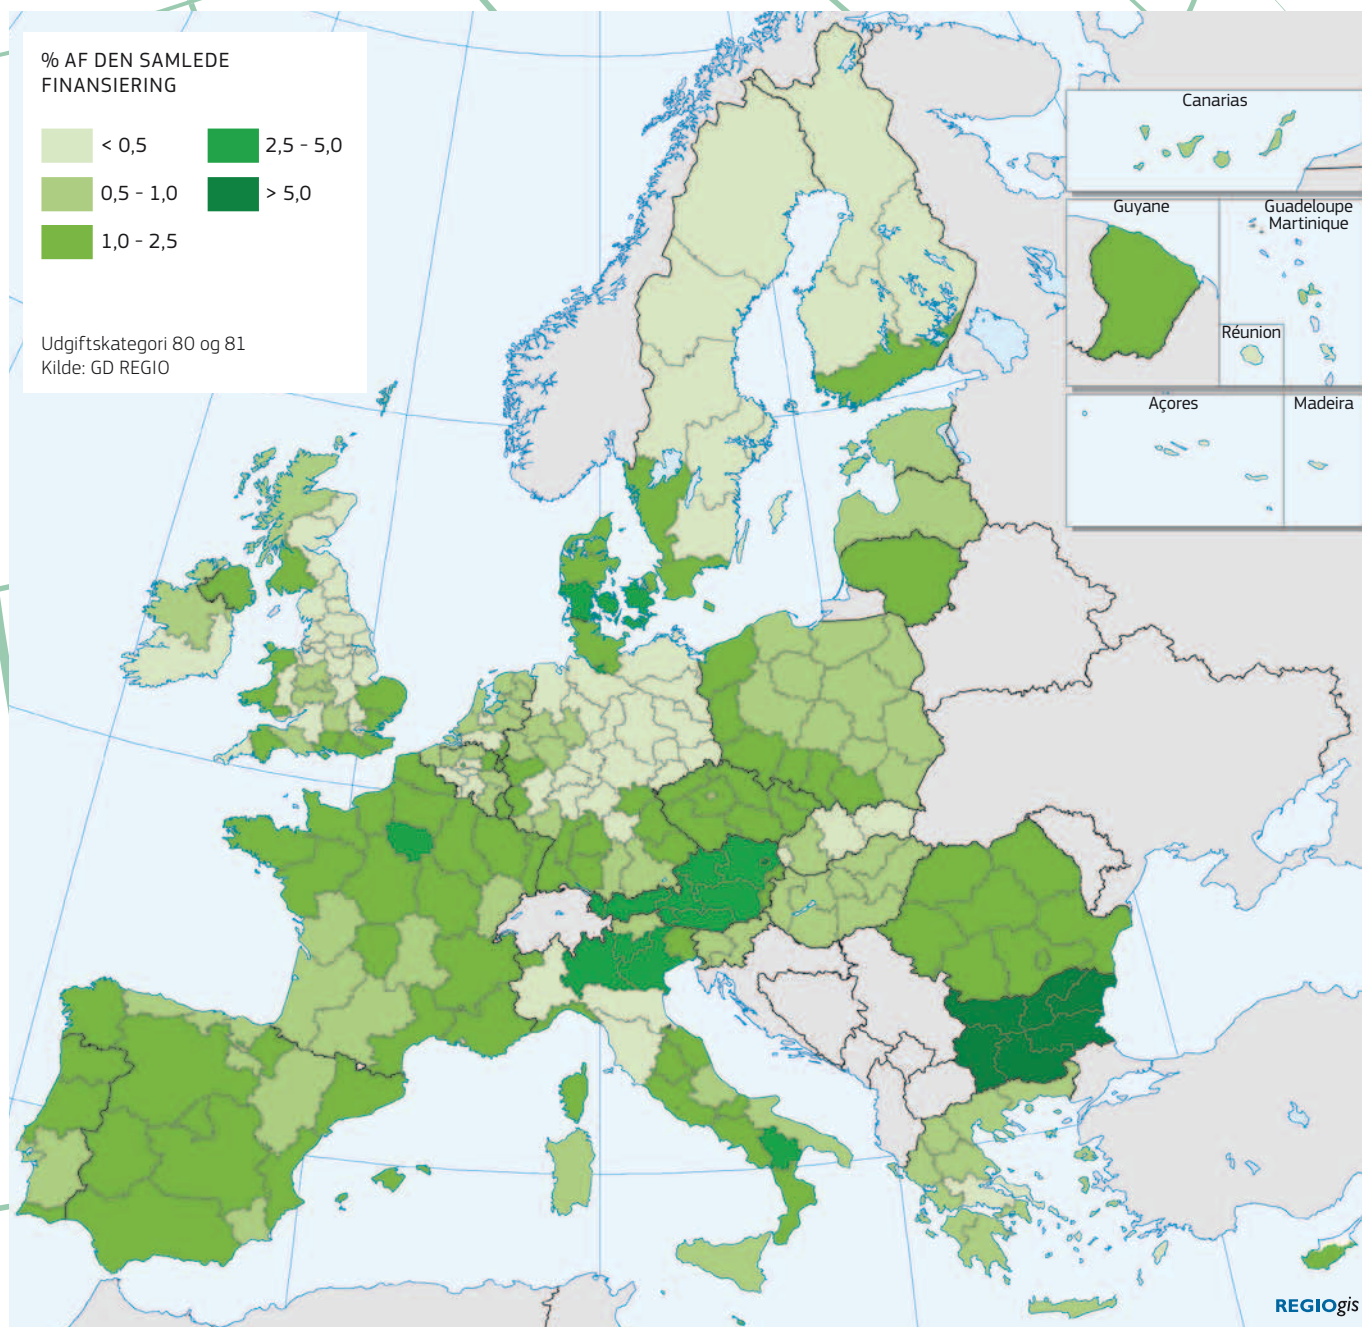 % AF DEN SAMLEDE
FINANSIERING
< 0,5
0,5 - 1,0
1,0 - 2,5
2,5 - 5,0
> 5,0
Udgiftskategori 80 og 81
Kilde: GD REGIO
Canarias
Guyane
Guadeloupe
Martinique
Réunion
Açores
Madeira
REGIOgis